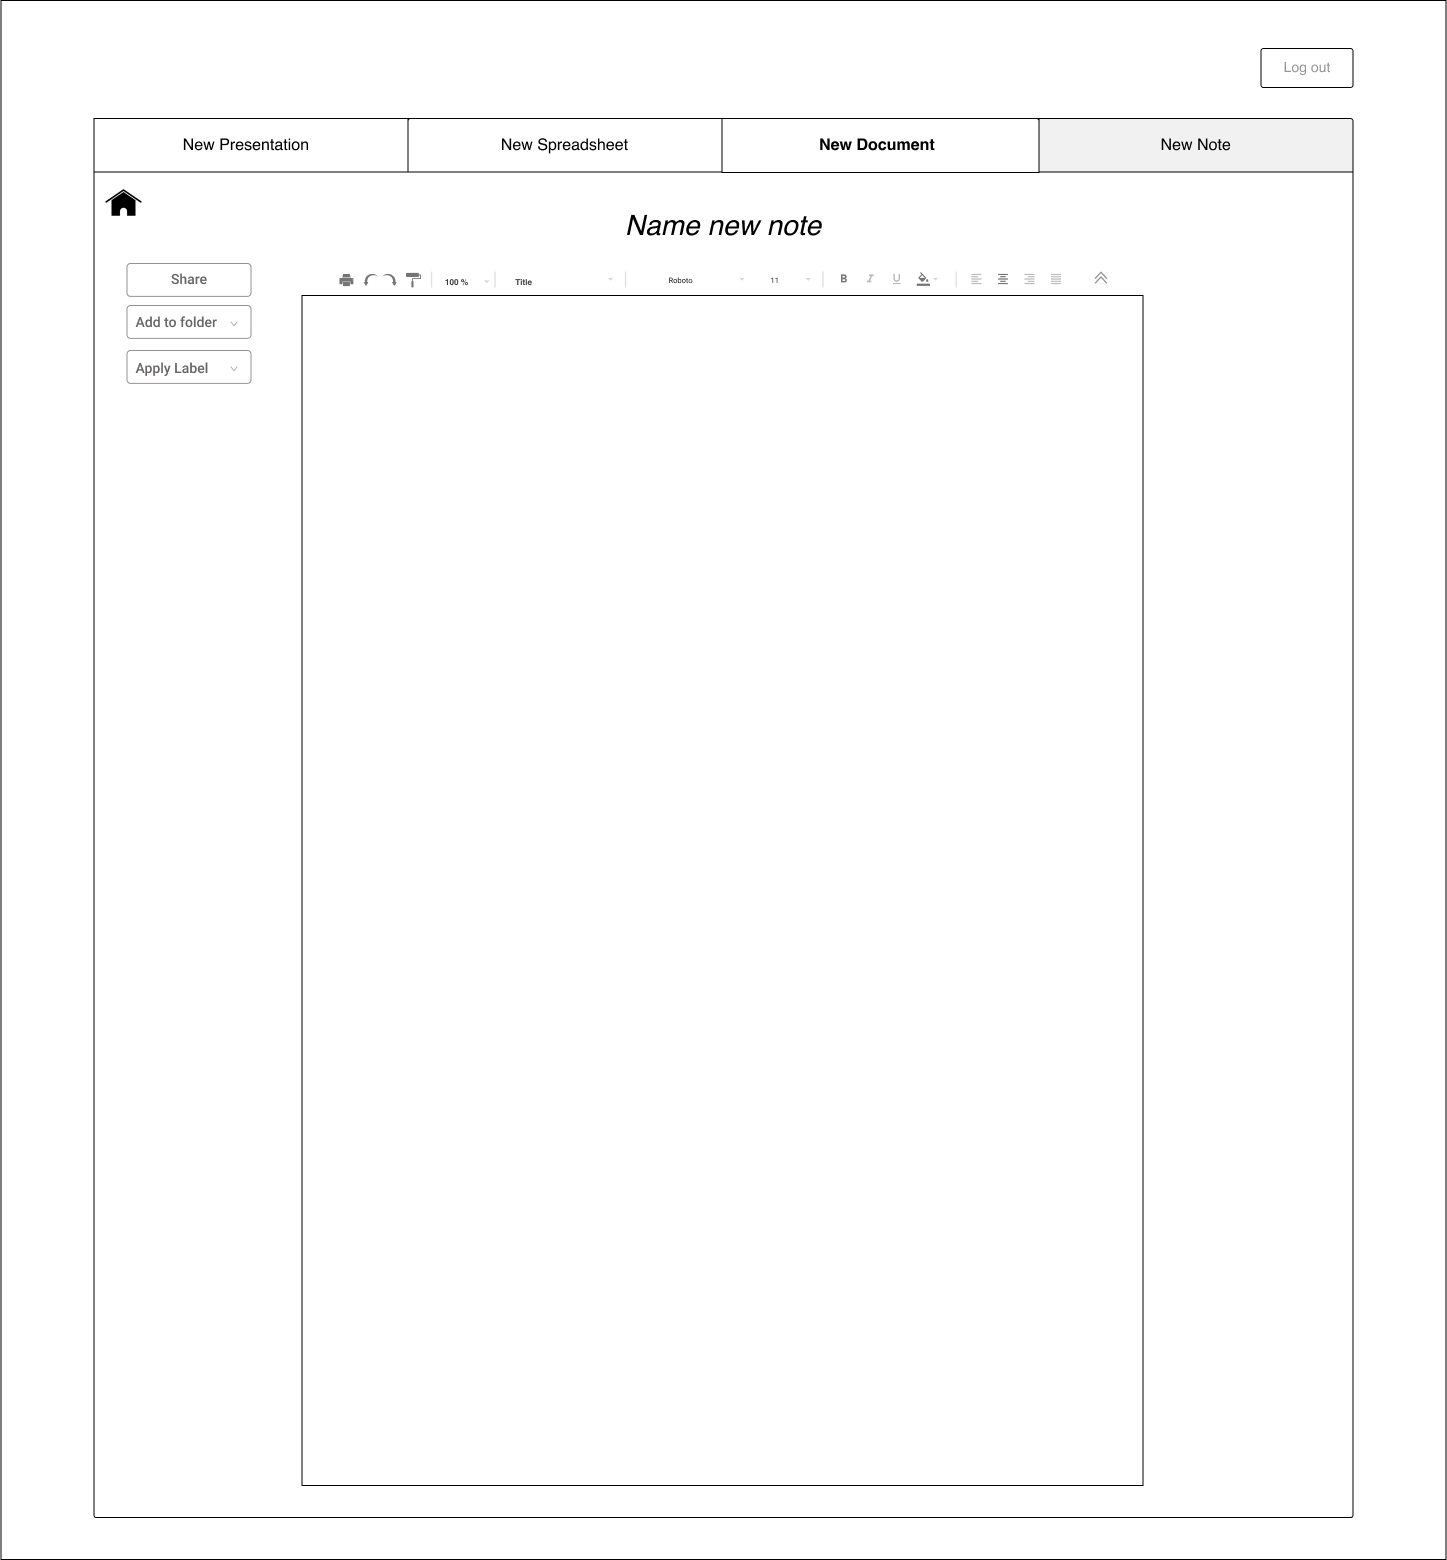 Log out
New Presentation
New Spreadsheet
New Document
New Note
Name new note
Share
100 %
Title
Roboto
11
B
I
U
Add to folder
Apply Label